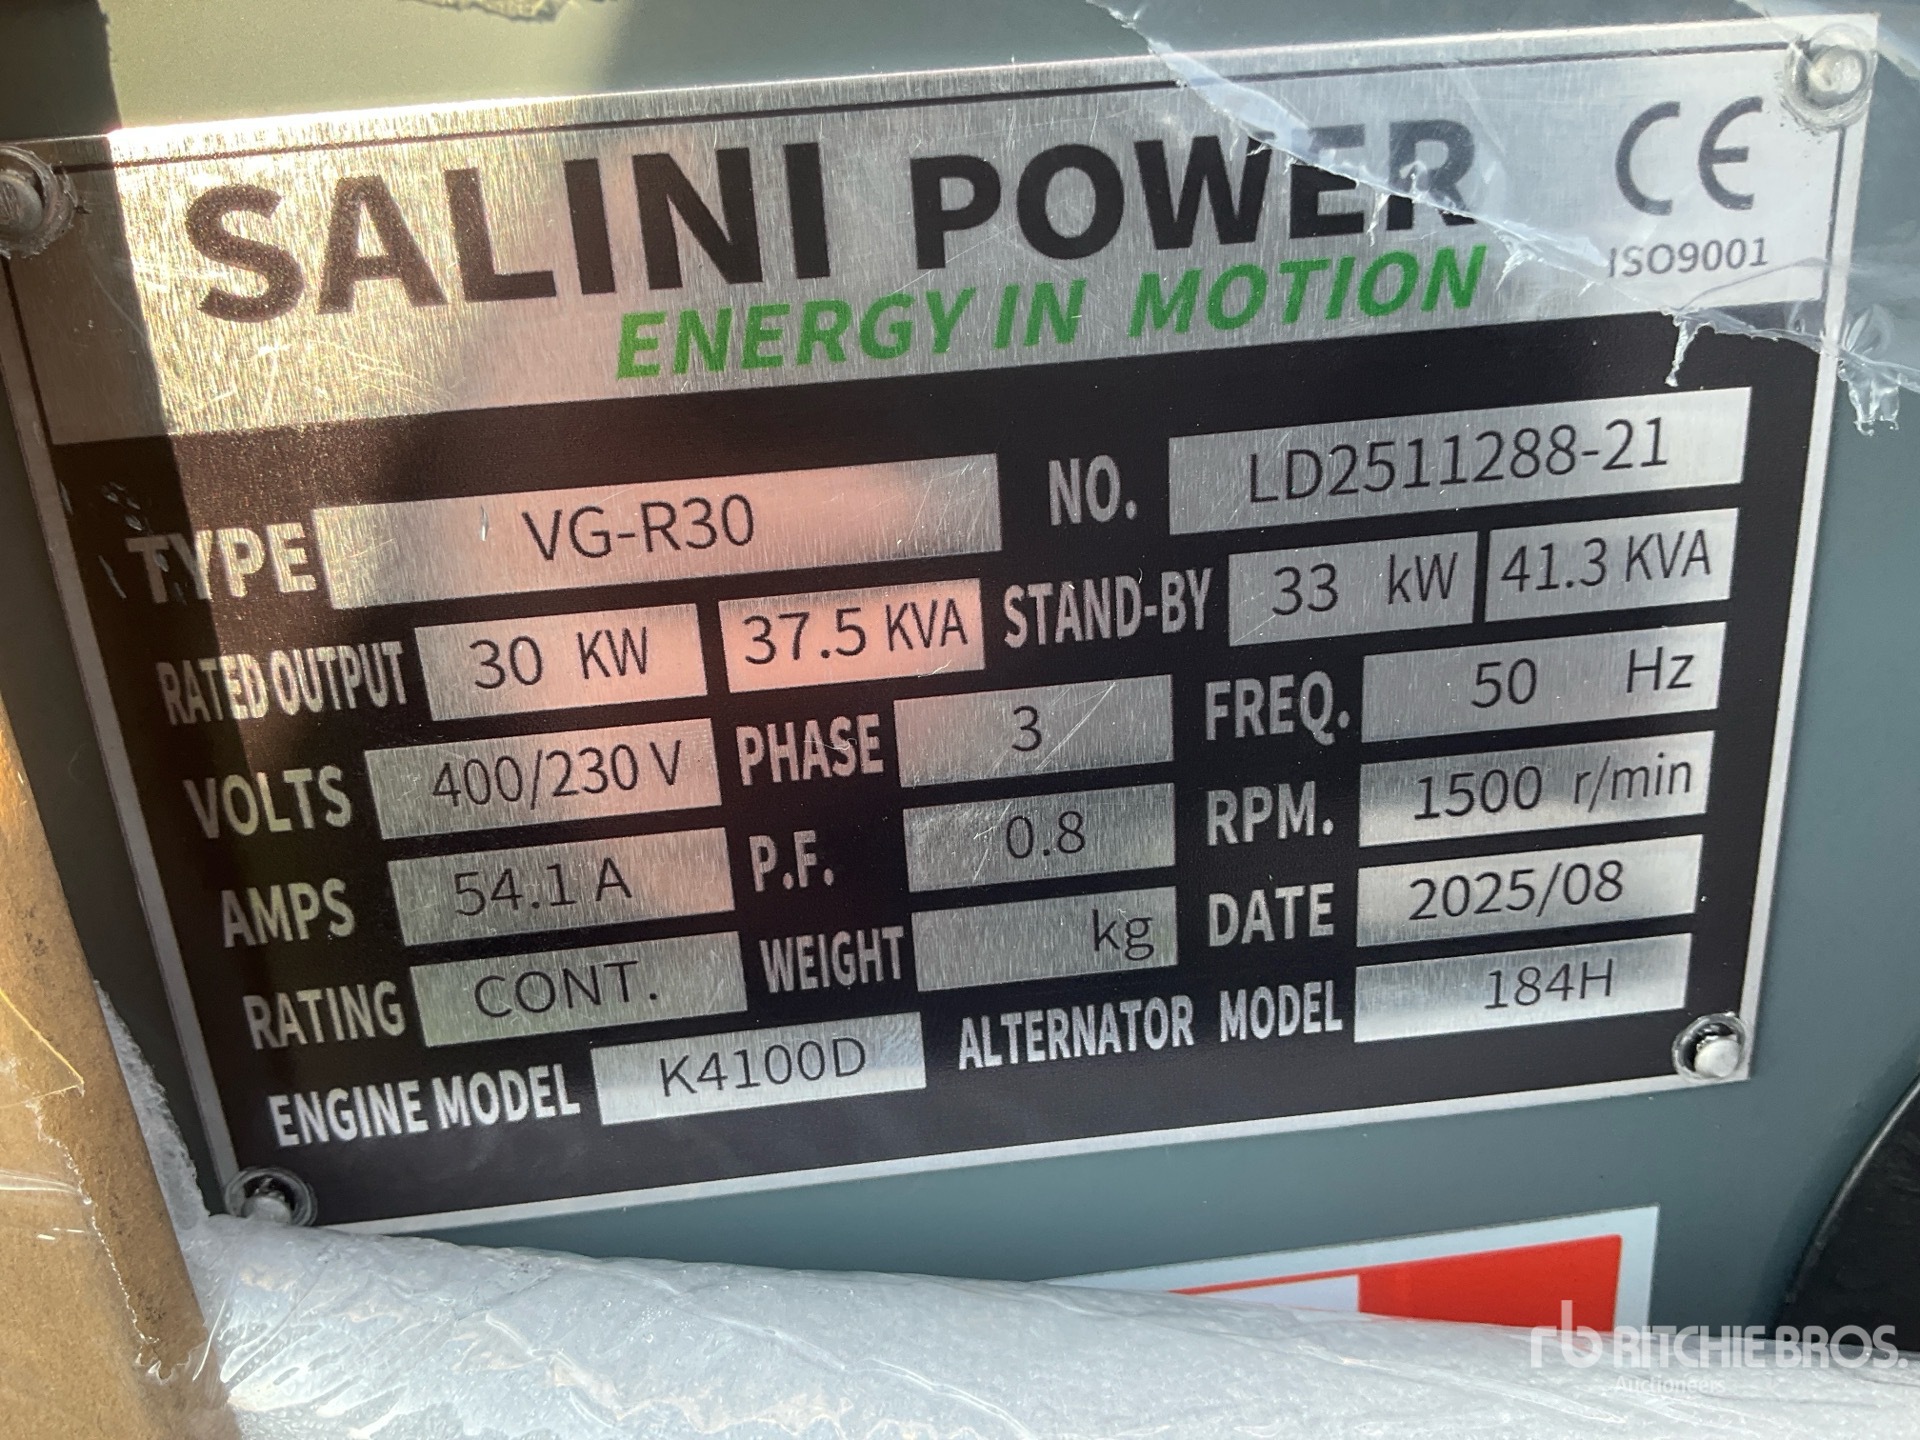 SALINI POWER
CE
ENERGY IN MOTION
ISO9001
TYPE VG-R30 NO. LD2511288-21
RATED OUTPUT 30 KW 37.5 KVA STAND-BY 33 kW 41.3 KVA
VOLTS 400/230 V PHASE 3 FREQ. 50 Hz
AMPS 54.1 A P.F. 0.8 RPM. 1500 r/min
RATING CONT. WEIGHT kg DATE 2025/08
ENGINE MODEL K4100D ALTERNATOR MODEL 184H
rb RITCHIE BROS.
Auctioneers